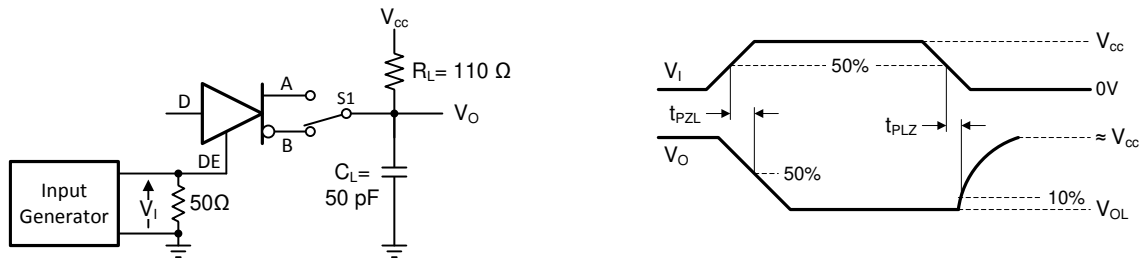 Vcc
RL= 110 Ω
A
S1
D
VO
B
DE
CL=
50 pF
Input
Generator
VI
50Ω
Vcc
VI
50%
0V
tPZL
tPLZ
VO
≈ Vcc
50%
10%
VOL